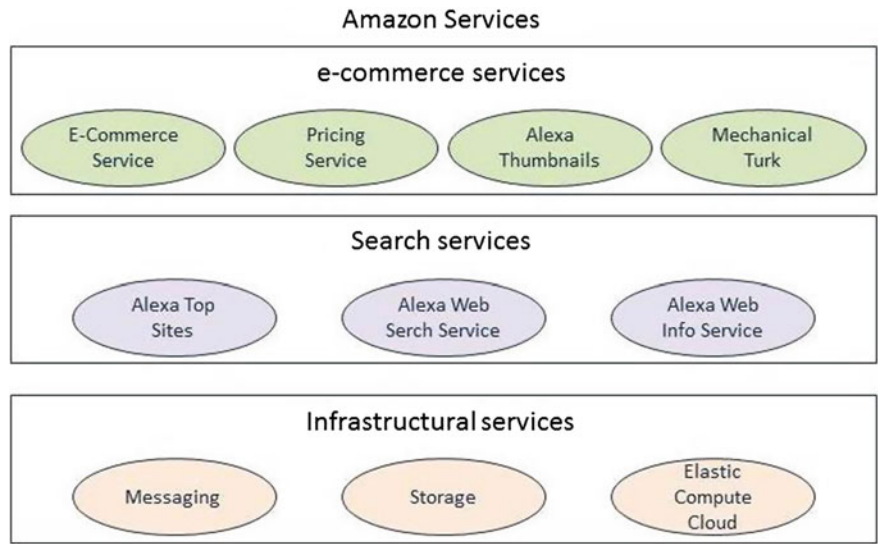 Amazon Services
e-commerce services
E-Commerce
Service
Pricing
Service
Alexa
Thumbnails
Mechanical
Turk
Search services
Alexa Top
Sites
Alexa Web
Serch Service
Alexa Web
Info Service
Infrastructural services
Messaging
Storage
Elastic
Compute
Cloud